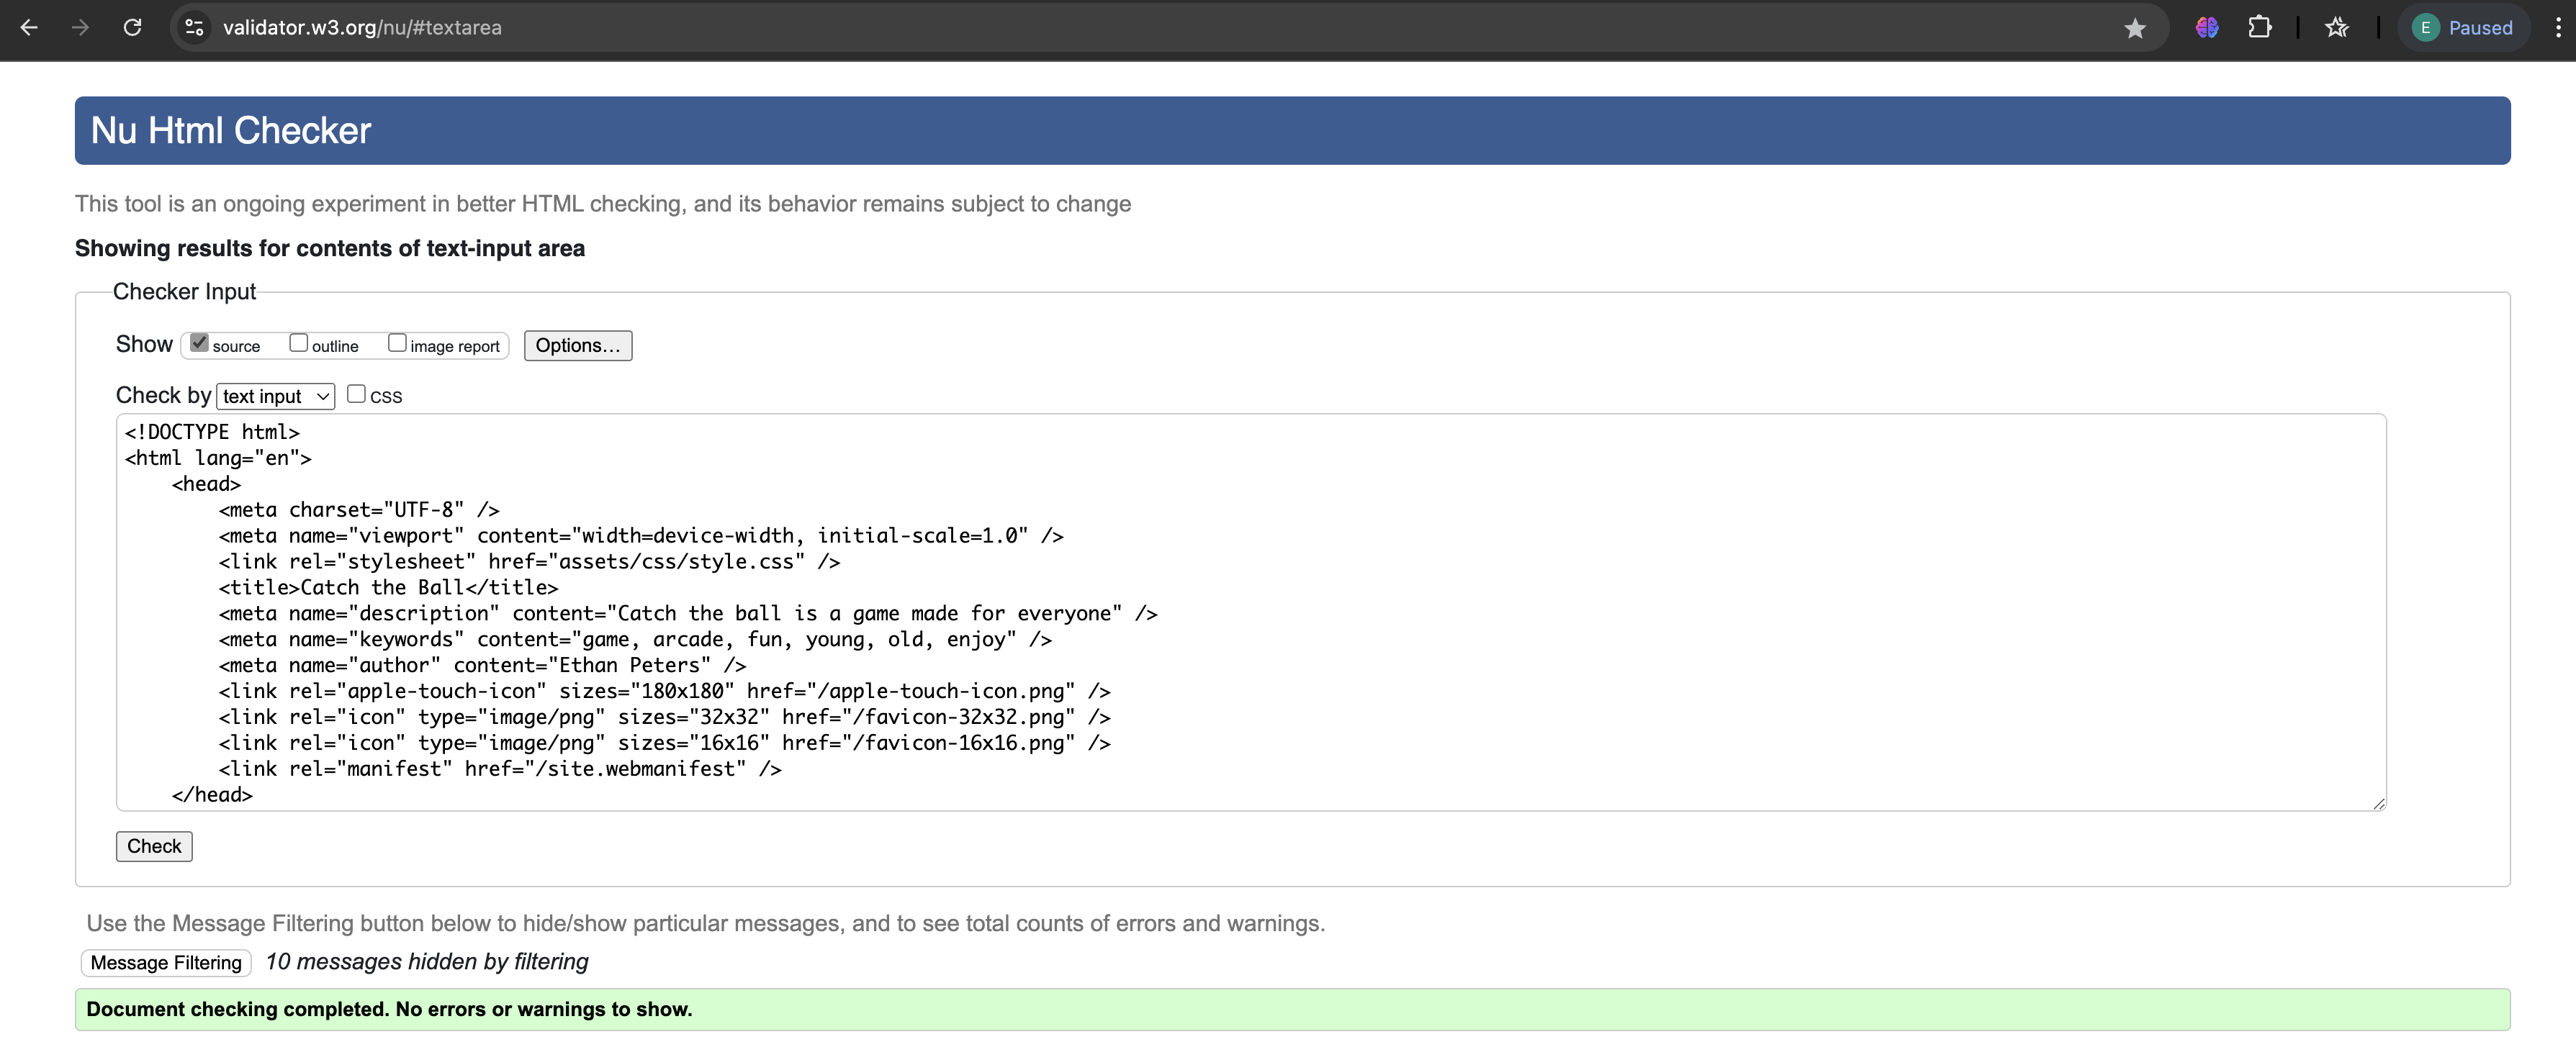 validator.w3.org/nu/#textarea
E Paused
Nu Html Checker
This tool is an ongoing experiment in better HTML checking, and its behavior remains subject to change
Showing results for contents of text-input area
Checker Input
Show source outline image report Options...
Check by text input CSS
<!DOCTYPE html>
<html lang="en">
    <head>
        <meta charset="UTF-8" />
        <meta name="viewport" content="width=device-width, initial-scale=1.0" />
        <link rel="stylesheet" href="assets/css/style.css" />
        <title>Catch the Ball</title>
        <meta name="description" content="Catch the ball is a game made for everyone" />
        <meta name="keywords" content="game, arcade, fun, young, old, enjoy" />
        <meta name="author" content="Ethan Peters" />
        <link rel="apple-touch-icon" sizes="180x180" href="/apple-touch-icon.png" />
        <link rel="icon" type="image/png" sizes="32x32" href="/favicon-32x32.png" />
        <link rel="icon" type="image/png" sizes="16x16" href="/favicon-16x16.png" />
        <link rel="manifest" href="/site.webmanifest" />
    </head>
Check
Use the Message Filtering button below to hide/show particular messages, and to see total counts of errors and warnings.
Message Filtering 10 messages hidden by filtering
Document checking completed. No errors or warnings to show.